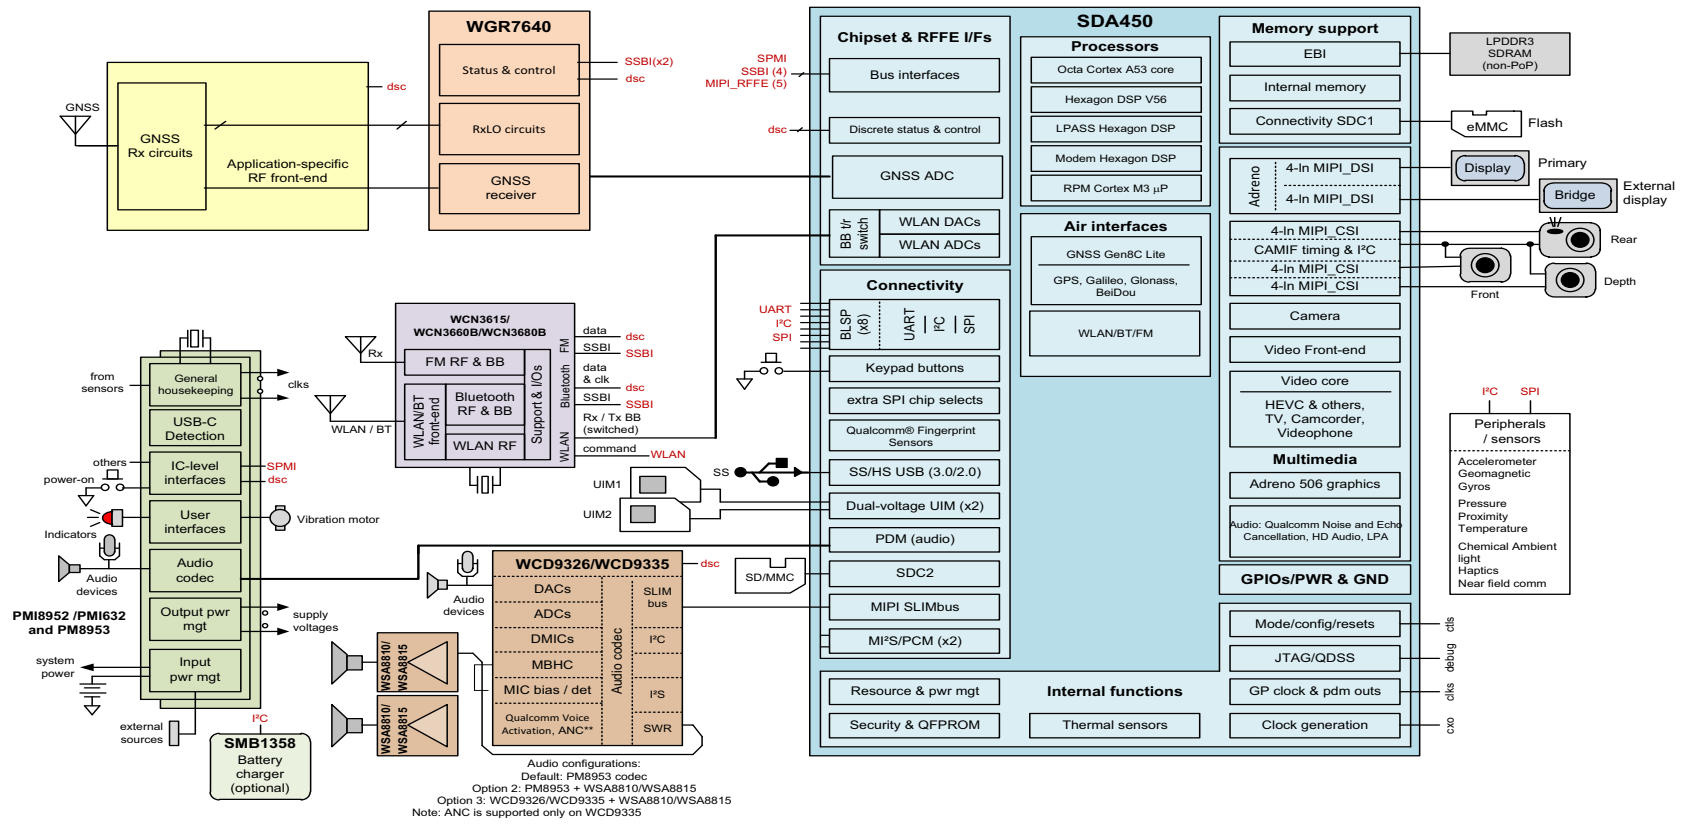 WGR7640
Status & control
SSBI(x2)
dsc
RxLO circuits
GNSS
receiver
dsc
GNSS
GNSS
Rx circuits
Application-specific
RF front-end
SDA450
Chipset & RFFE I/Fs
SPMI
SSBI (4)
MIPI_RFFE (5)
Bus interfaces
dsc
Discrete status & control
GNSS ADC
BB t/r
switch
WLAN DACs
WLAN ADCs
Processors
Octa Cortex A53 core
Hexagon DSP V56
LPASS Hexagon DSP
Modem Hexagon DSP
RPM Cortex M3 µP
Air interfaces
GNSS Gen8C Lite
GPS, Galileo, Glonass,
BeiDou
WLAN/BT/FM
Memory support
EBI
Internal memory
Connectivity SDC1
LPDDR3
SDRAM
(non-PoP)
eMMC
Flash
Adreno
4-ln MIPI_DSI
4-ln MIPI_DSI
Display
Primary
Bridge
External
display
4-ln MIPI_CSI
CAMIF timing & I²C
4-ln MIPI_CSI
4-ln MIPI_CSI
Rear
Front
Depth
Camera
Video Front-end
Video core
HEVC & others,
TV, Camcorder,
Videophone
Multimedia
Adreno 506 graphics
Audio: Qualcomm Noise and Echo
Cancellation, HD Audio, LPA
GPIOs/PWR & GND
Mode/config/resets
JTAG/QDSS
GP clock & pdm outs
Clock generation
ctls
debug
clks
cxo
I²C
SPI
Peripherals
/ sensors
Accelerometer
Geomagnetic
Gyros
Pressure
Proximity
Temperature
Chemical Ambient
light
Haptics
Near field comm
Connectivity
UART
I²C
SPI
BLSP
(x8)
UART
I²C
SPI
Keypad buttons
extra SPI chip selects
Qualcomm® Fingerprint
Sensors
SS
SS/HS USB (3.0/2.0)
UIM1
UIM2
Dual-voltage UIM (x2)
PDM (audio)
SD/MMC
SDC2
MIPI SLIMbus
MI²S/PCM (x2)
Resource & pwr mgt
Security & QFPROM
Internal functions
Thermal sensors
WCN3615/
WCN3660B/WCN3680B
Rx
FM RF & BB
WLAN / BT
WLAN/BT
front-end
Bluetooth
RF & BB
WLAN RF
Support & I/Os
FM
Bluetooth
WLAN
data
dsc
SSBI
SSBI
data
& clk
dsc
SSBI
SSBI
Rx / Tx BB
(switched)
command
WLAN
from
sensors
General
housekeeping
clks
USB-C
Detection
others
IC-level
interfaces
SPMI
dsc
power-on
User
interfaces
Indicators
Vibration motor
Audio
codec
Audio
devices
PMI8952 /PMI632
and PM8953
Output pwr
mgt
supply
voltages
system
power
Input
pwr mgt
external
sources
I²C
SMB1358
Battery
charger
(optional)
WCD9326/WCD9335
dsc
Audio
devices
DACs
ADCs
DMICs
MBHC
MIC bias / det
Qualcomm Voice
Activation, ANC**
Audio codec
SLIM
bus
I²C
I²S
SWR
WSA8810/
WSA8815
WSA8810/
WSA8815
Audio configurations:
Default: PM8953 codec
Option 2: PM8953 + WSA8810/WSA8815
Option 3: WCD9326/WCD9335 + WSA8810/WSA8815
Note: ANC is supported only on WCD9335